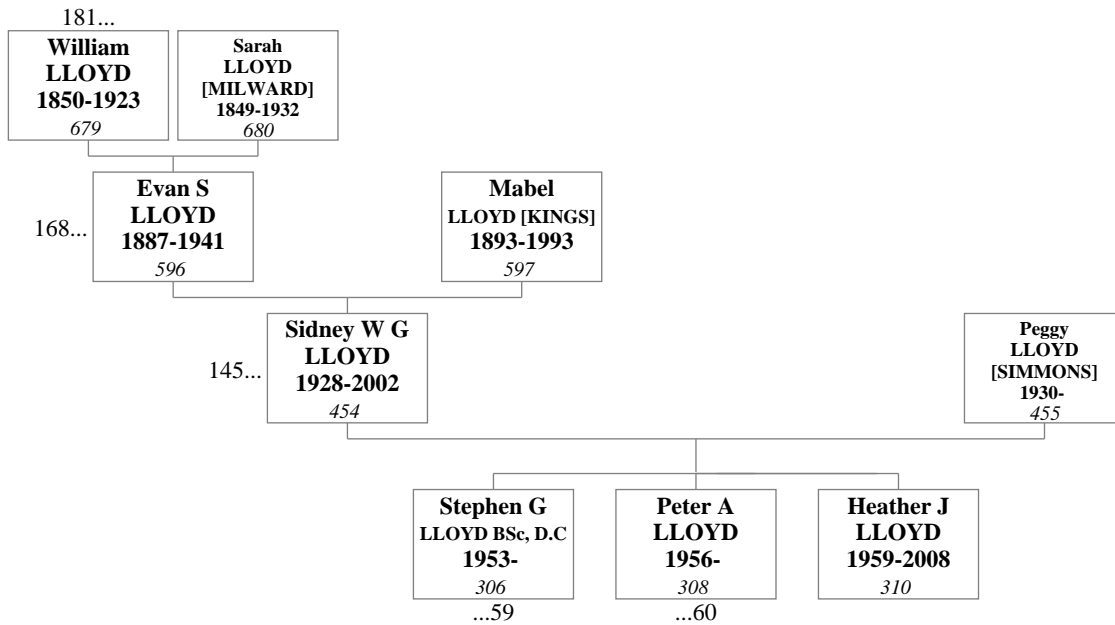 181...
William
LLOYD
1850-1923
679
Sarah
LLOYD
[MILWARD]
1849-1932
680
168...
Evan S
LLOYD
1887-1941
596
Mabel
LLOYD [KINGS]
1893-1993
597
145...
Sidney W G
LLOYD
1928-2002
454
Peggy
LLOYD
[SIMMONS]
1930-
455
Stephen G
LLOYD BSc, D.C
1953-
306
...59
Peter A
LLOYD
1956-
308
...60
Heather J
LLOYD
1959-2008
310